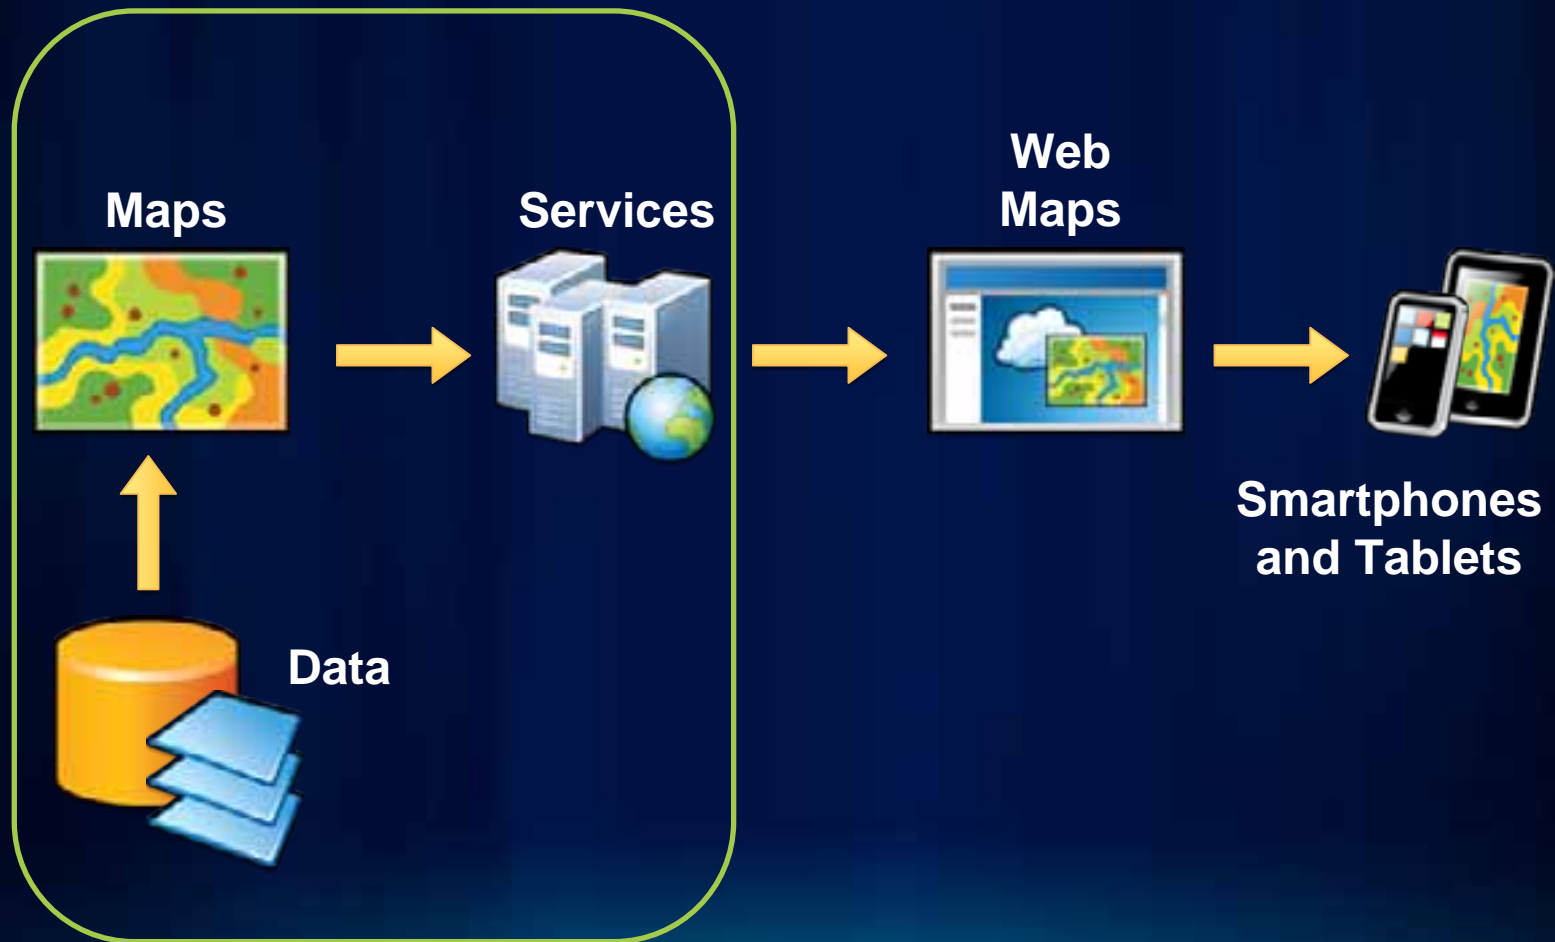 Maps
Services
Web
Maps
Smartphones
and Tablets
Data